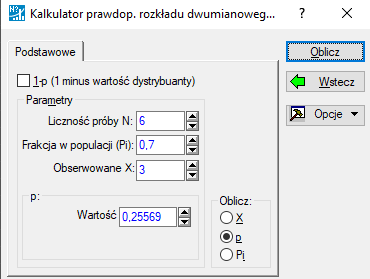 Kalkulator prawdop. rozkładu dwumianoweg...
Podstawowe
1-p (1 minus wartość dystrybuanty)
Parametry
Liczność próby N: 6
Frakcja w populacji (Pi): 0,7
Obserwowane X: 3
p:
Wartość 0,25569
Oblicz:
X
p
Pi
Oblicz
Wstecz
Opcje